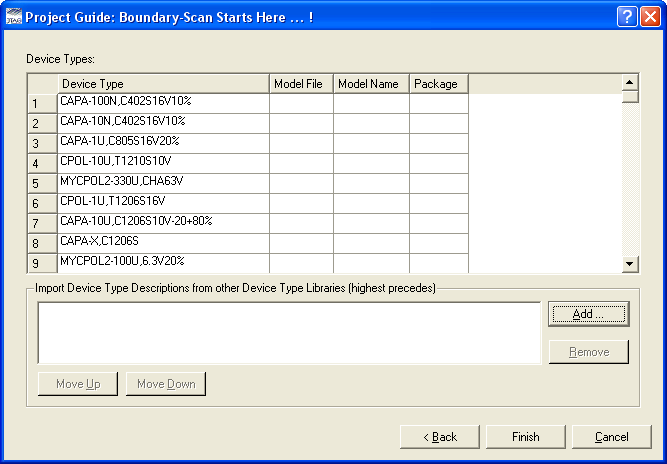 JTAG
Project Guide: Boundary-Scan Starts Here ... !
Device Types:
Device Type Model File Model Name Package
1 CAPA-100N,C402S16V10%
2 CAPA-10N,C402S16V10%
3 CAPA-1U,C805S16V20%
4 CPOL-10U,T1210S10V
5 MYCPOL2-330U,CHA63V
6 CPOL-1U,T1206S16V
7 CAPA-10U,C1206S10V-20+80%
8 CAPA-X,C1206S
9 MYCPOL2-100U,6.3V20%
Import Device Type Descriptions from other Device Type Libraries (highest precedes)
Add ...
Remove
Move Up Move Down
< Back Finish Cancel